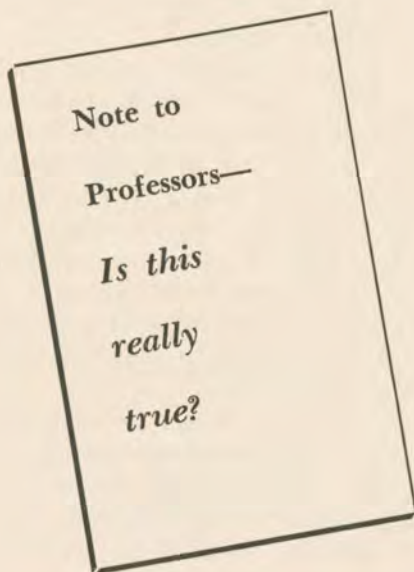 Note to
Professors—
Is this
really
true?